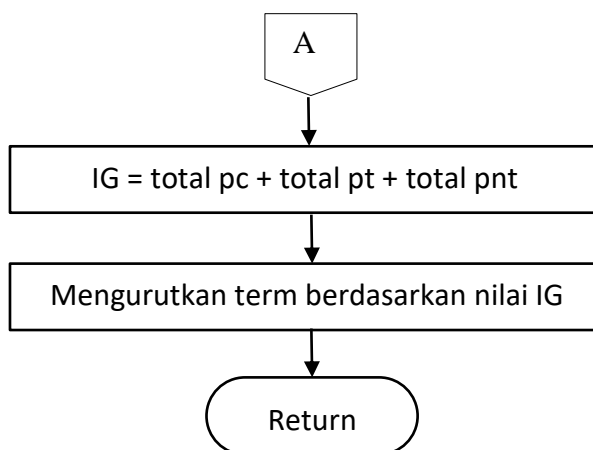 A
IG = total pc + total pt + total pnt
Mengurutkan term berdasarkan nilai IG
Return